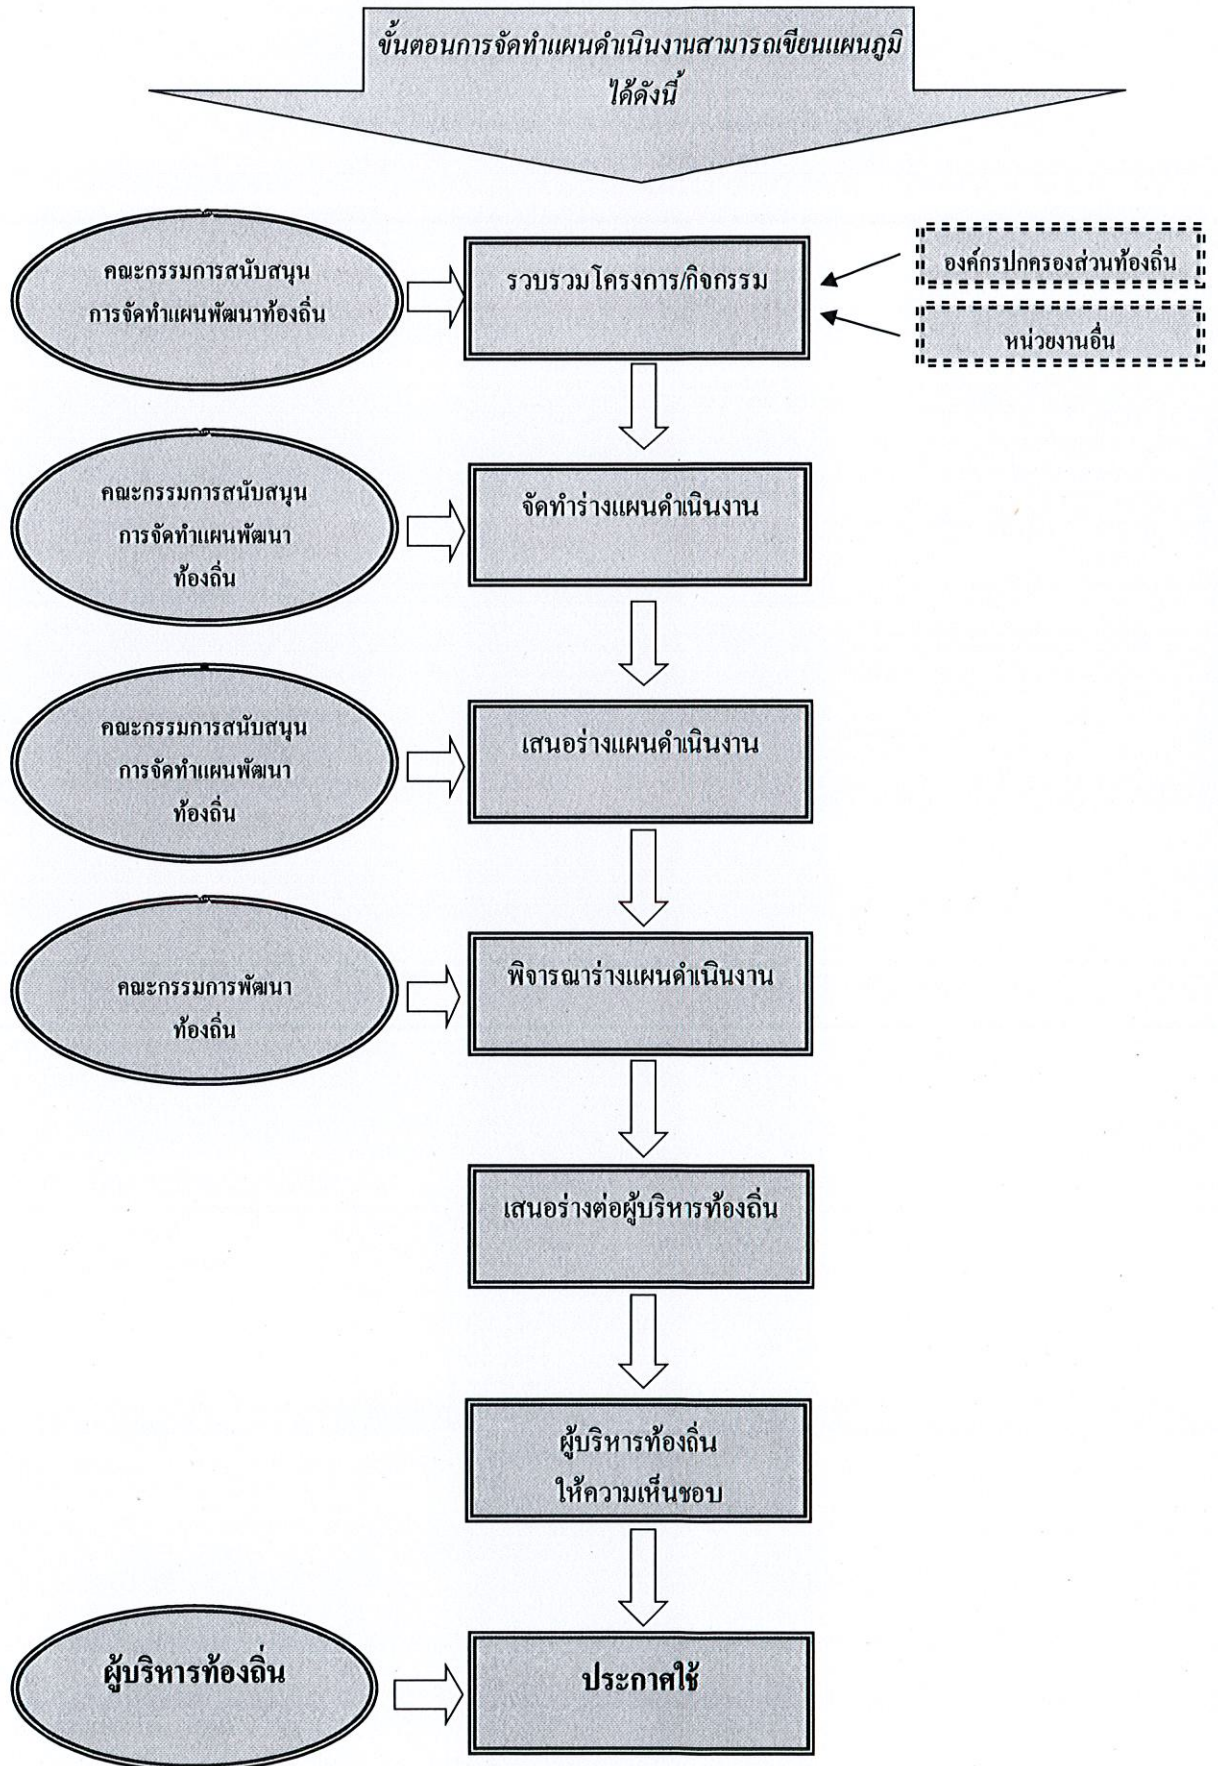 ขั้นตอนการจัดทำแผนดำเนินงานสามารถเขียนแผนภูมิ
ได้ดังนี้
คณะกรรมการสนับสนุน
การจัดทำแผนพัฒนาท้องถิ่น
รวบรวมโครงการ/กิจกรรม
องค์กรปกครองส่วนท้องถิ่น
หน่วยงานอื่น
คณะกรรมการสนับสนุน
การจัดทำแผนพัฒนา
ท้องถิ่น
จัดทำร่างแผนดำเนินงาน
คณะกรรมการสนับสนุน
การจัดทำแผนพัฒนา
ท้องถิ่น
เสนอร่างแผนดำเนินงาน
คณะกรรมการพัฒนา
ท้องถิ่น
พิจารณาร่างแผนดำเนินงาน
เสนอร่างต่อผู้บริหารท้องถิ่น
ผู้บริหารท้องถิ่น
ให้ความเห็นชอบ
ผู้บริหารท้องถิ่น
ประกาศใช้